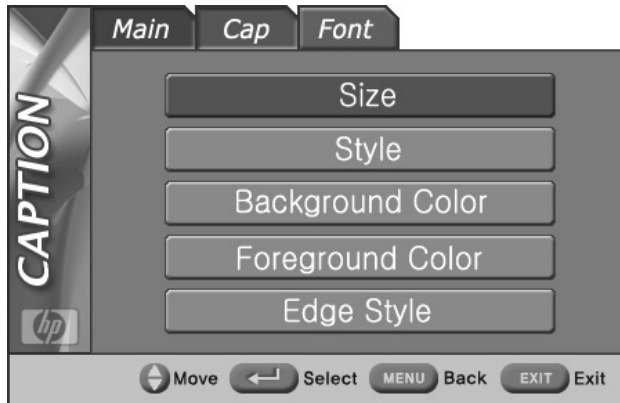 Main Cap Font
CAPTION
Size
Style
Background Color
Foreground Color
Edge Style
hp
Move Select MENU Back EXIT Exit